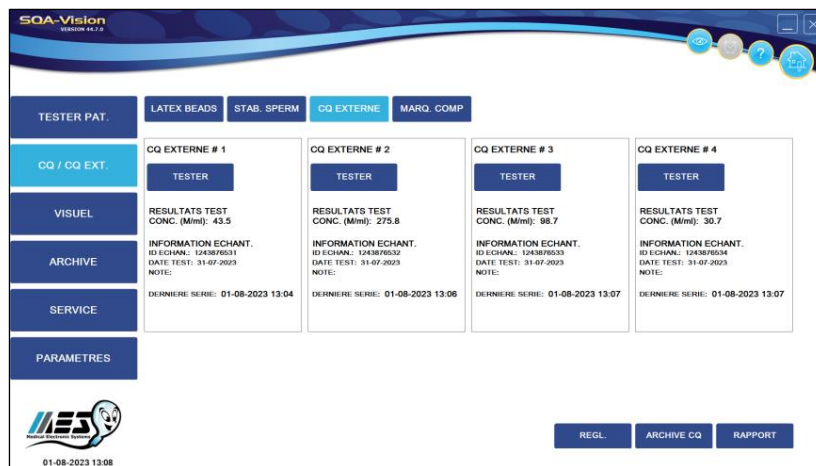 SQA-Vision
VERSION 44.7.0
TESTER PAT.
CQ / CQ EXT.
VISUEL
ARCHIVE
SERVICE
PARAMETRES
LATEX BEADS
STAB. SPERM
CQ EXTERNE
MARQ. COMP
CQ EXTERNE # 1
TESTER
RESULTATS TEST
CONC. (M/ml): 43.5
INFORMATION ECHANT.
ID ECHAN.: 1243876531
DATE TEST: 31-07-2023
NOTE:
DERNIERE SERIE: 01-08-2023 13:04
CQ EXTERNE # 2
TESTER
RESULTATS TEST
CONC. (M/ml): 275.8
INFORMATION ECHANT.
ID ECHAN.: 1243876532
DATE TEST: 31-07-2023
NOTE:
DERNIERE SERIE: 01-08-2023 13:06
CQ EXTERNE # 3
TESTER
RESULTATS TEST
CONC. (M/ml): 98.7
INFORMATION ECHANT.
ID ECHAN.: 1243876533
DATE TEST: 31-07-2023
NOTE:
DERNIERE SERIE: 01-08-2023 13:07
CQ EXTERNE # 4
TESTER
RESULTATS TEST
CONC. (M/ml): 30.7
INFORMATION ECHANT.
ID ECHAN.: 1243876534
DATE TEST: 31-07-2023
NOTE:
DERNIERE SERIE: 01-08-2023 13:07
MES
Medical Electronic Systems
01-08-2023 13:08
REGL.
ARCHIVE CQ
RAPPORT
?